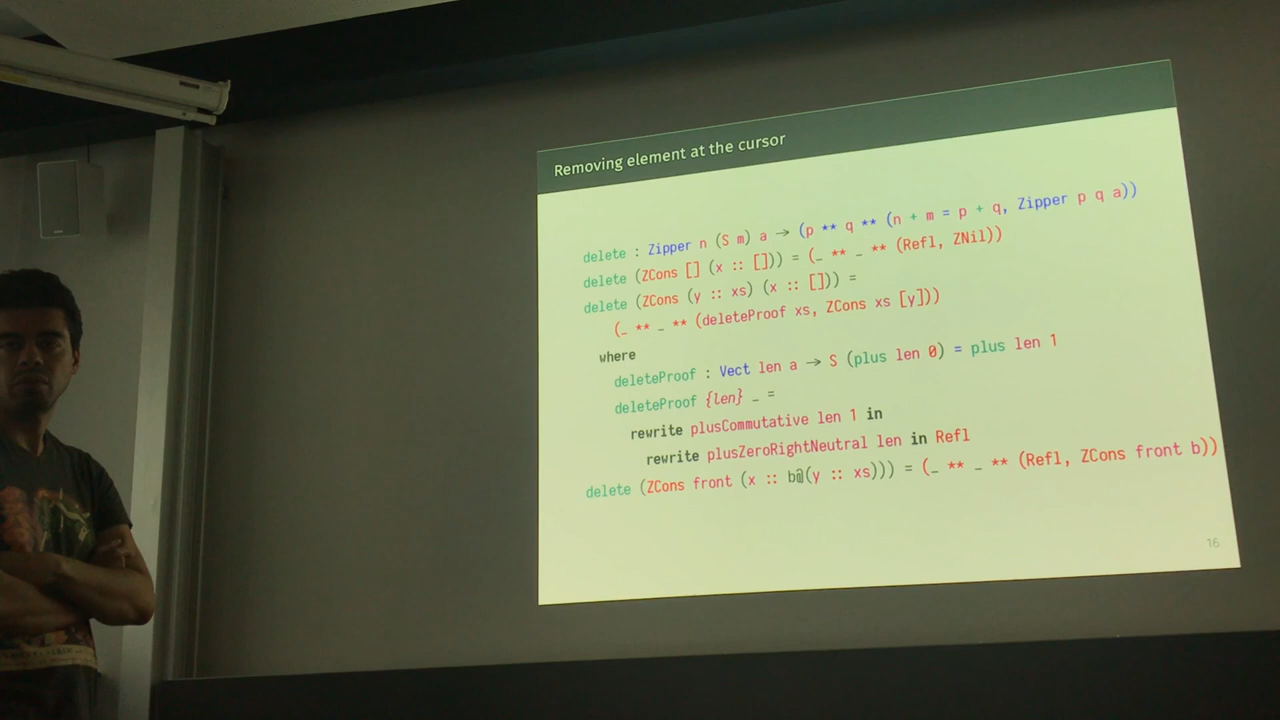 Removing element at the cursor
delete : Zipper n (S m) a → (p ** q ** (n + m = p + q, Zipper p q a))
delete (ZCons [] (x :: [])) = (_ ** _ ** (Refl, ZNil))
delete (ZCons (y :: xs) (x :: [])) =
(_ ** _ ** (deleteProof xs, ZCons xs [y]))
where
deleteProof : Vect len a → S (plus len 0) = plus len 1
deleteProof {len} _ =
rewrite plusCommutative len 1 in
rewrite plusZeroRightNeutral len in Refl
delete (ZCons front (x :: b@(y :: xs))) = (_ ** _ ** (Refl, ZCons front b))
16